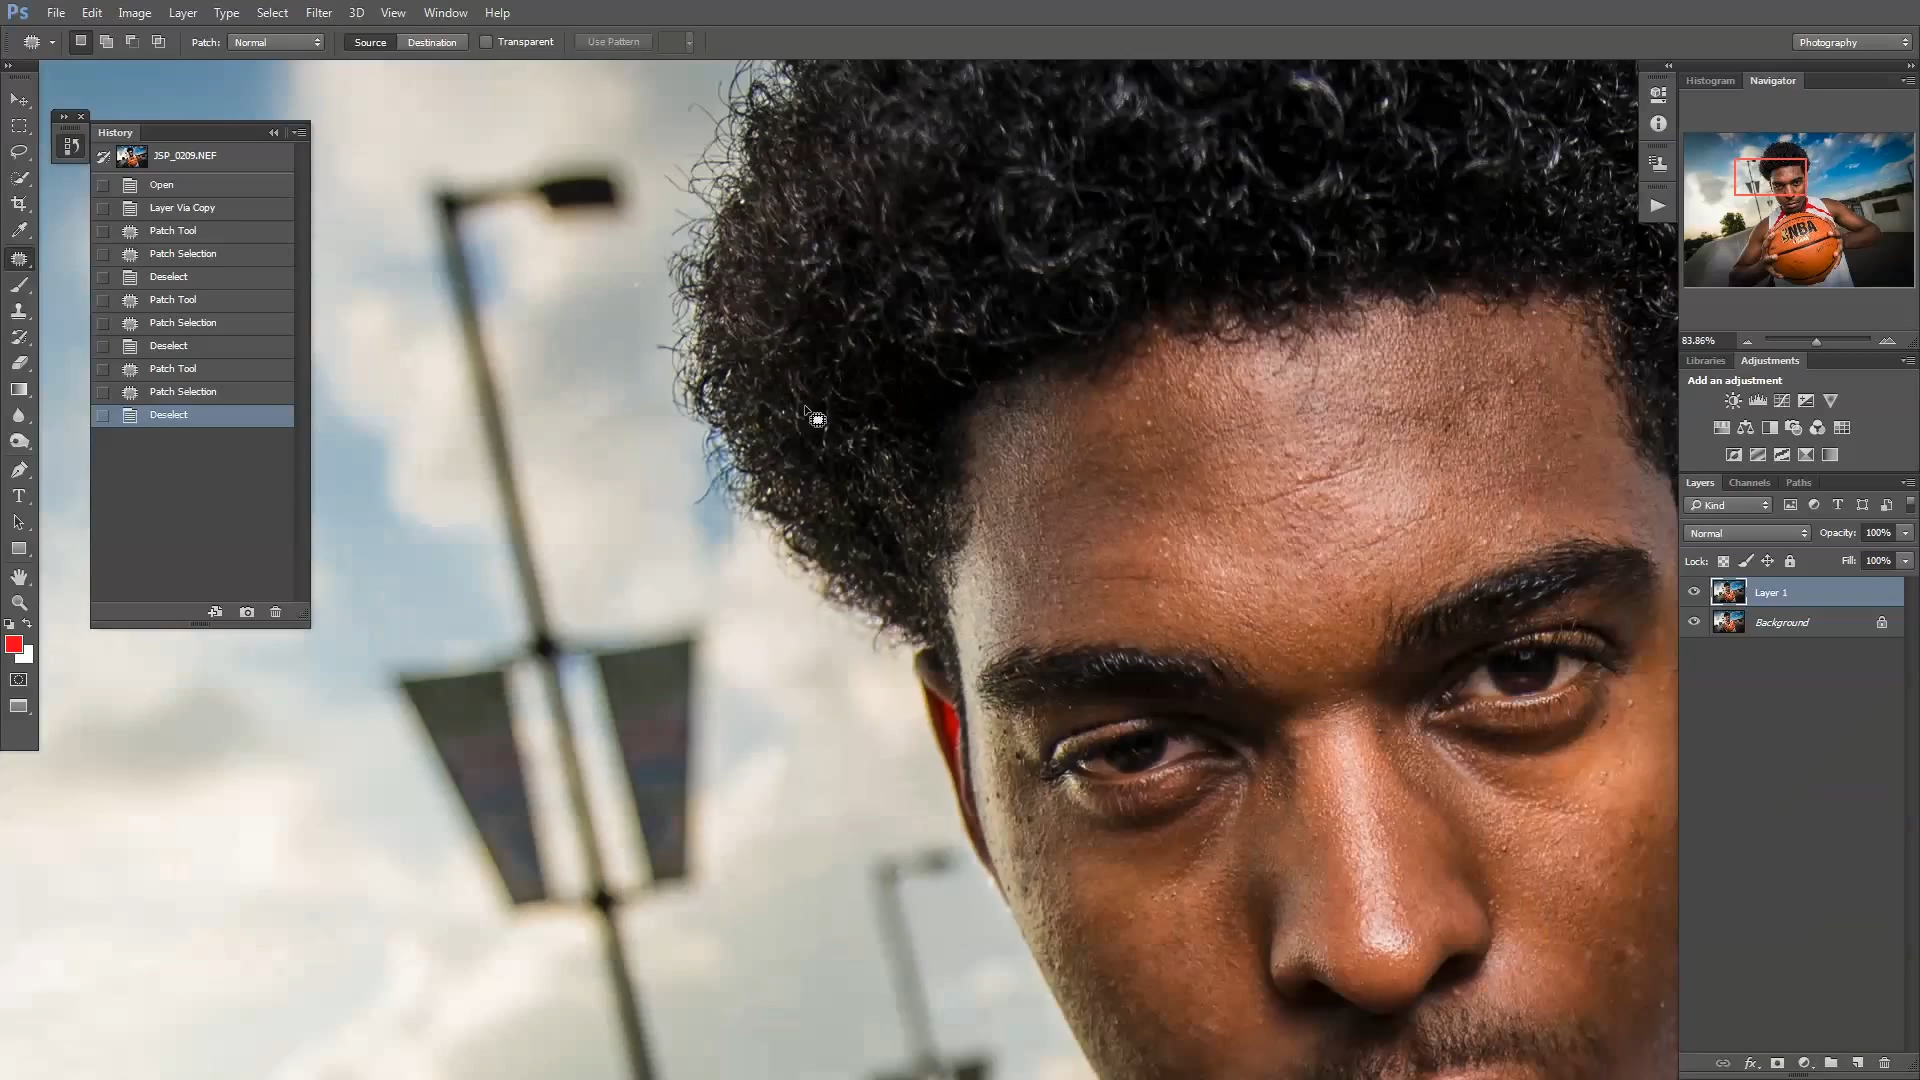 Ps File Edit Image Layer Type Select Filter 3D View Window Help
Patch: Normal Source Destination Transparent Use Pattern Photography
Histogram Navigator
History
JSP_0209.NEF
Open
Layer Via Copy
Patch Tool
Patch Selection
Deselect
Patch Tool
Patch Selection
Deselect
Patch Tool
Patch Selection
Deselect
NBA
83.86%
Libraries Adjustments
Add an adjustment
Layers Channels Paths
Kind T
Normal Opacity: 100%
Lock: Fill: 100%
Layer 1
Background
T
fx